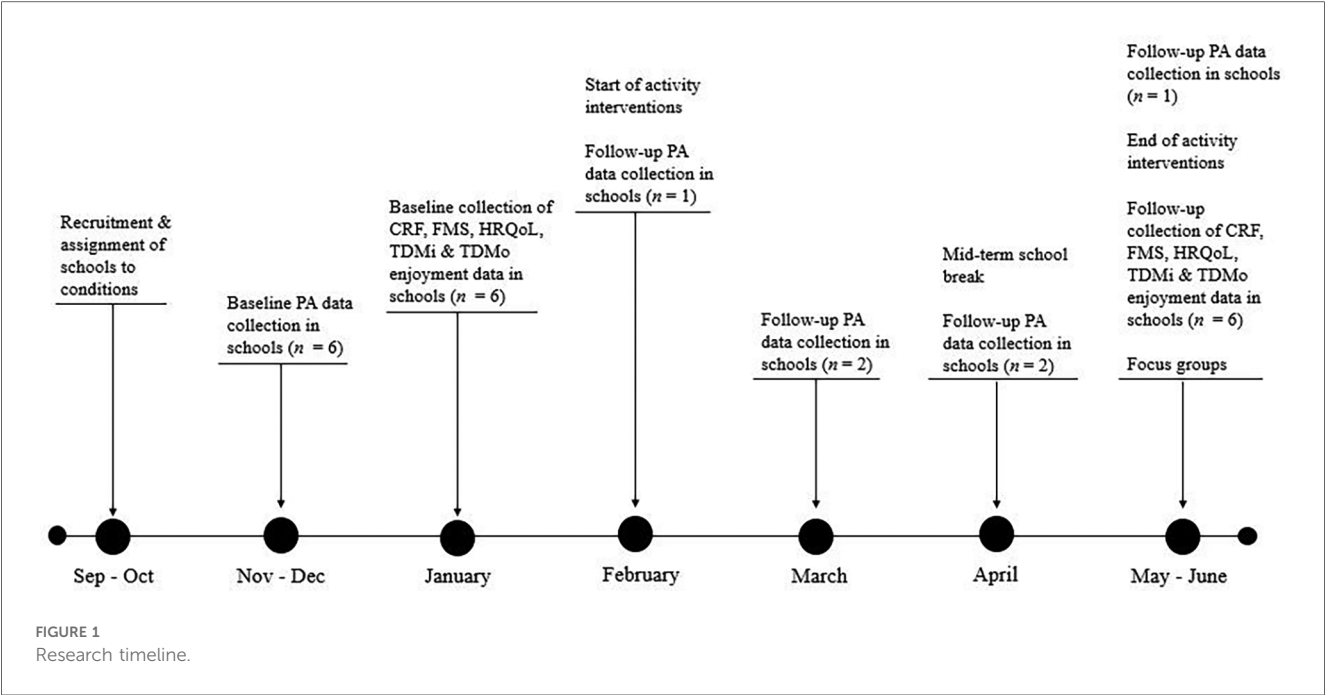 Recruitment &
assignment of
schools to
conditions
Sep - Oct
Baseline PA data
collection in
schools (n = 6)
Nov - Dec
Baseline collection of
CRF, FMS, HRQoL,
TDMi & TDMo
enjoyment data in
schools (n = 6)
January
Start of activity
interventions
Follow-up PA
data collection in
schools (n = 1)
February
Follow-up PA
data collection in
schools (n = 2)
March
Mid-term school
break
Follow-up PA
data collection in
schools (n = 2)
April
Follow-up PA data
collection in schools
(n = 1)
End of activity
interventions
Follow-up
collection of CRF,
FMS, HRQoL,
TDMi & TDMo
enjoyment data in
schools (n = 6)
Focus groups
May - June
FIGURE 1
Research timeline.